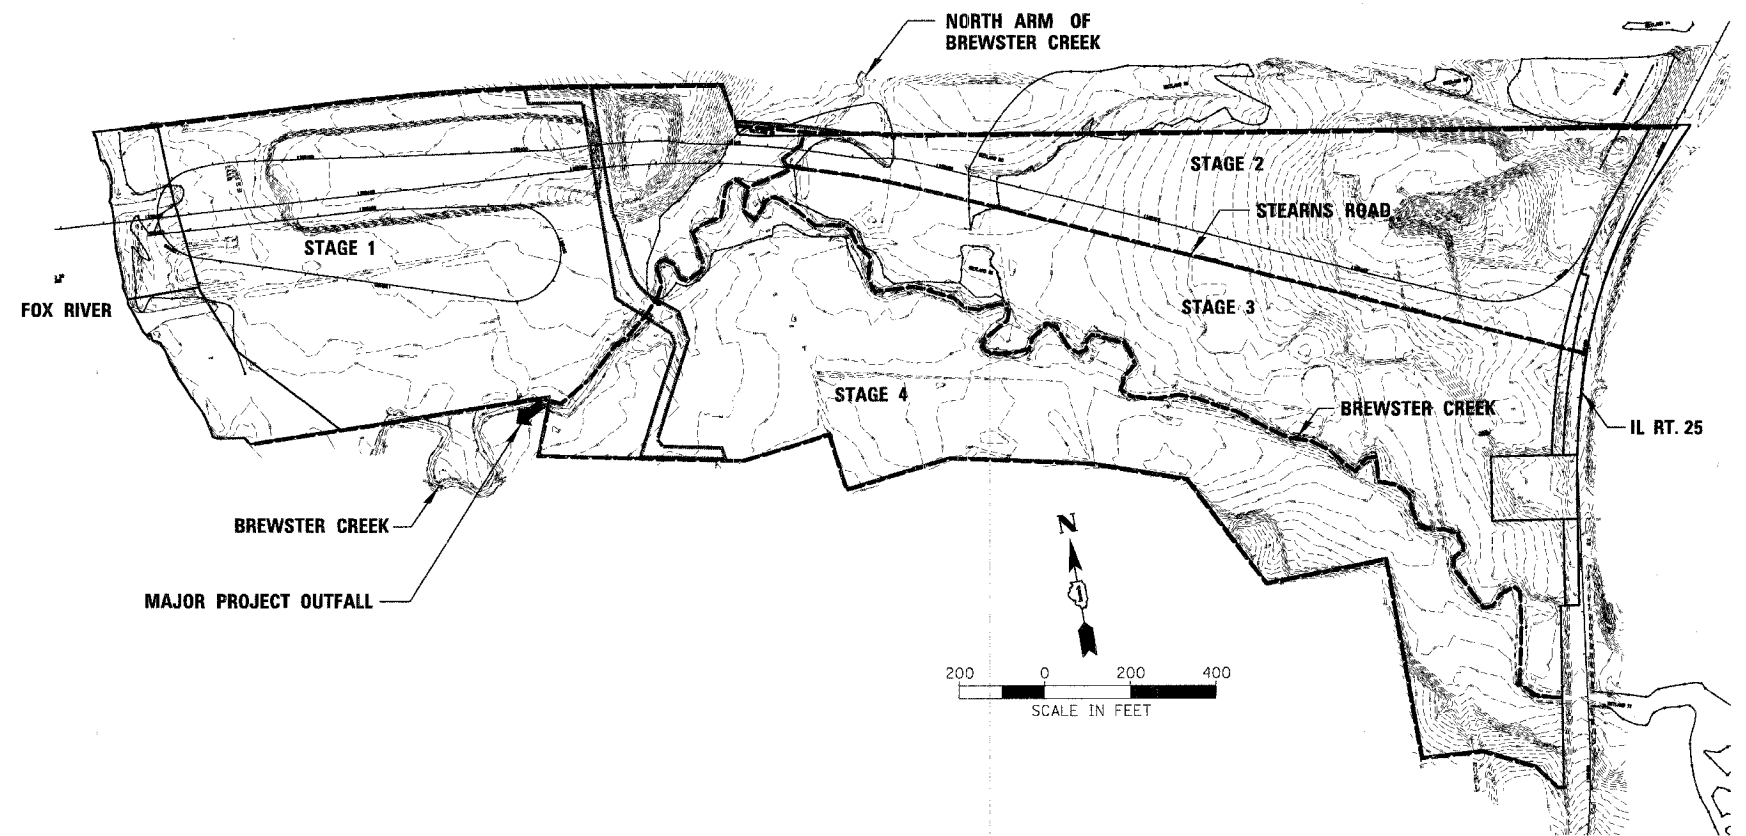 NORTH ARM OF
BREWSTER CREEK
STAGE 2
STEARNS ROAD
STAGE 1
FOX RIVER
STAGE 3
STAGE 4
BREWSTER CREEK
IL RT. 25
BREWSTER CREEK
MAJOR PROJECT OUTFALL
N
1
200 0 200 400
SCALE IN FEET